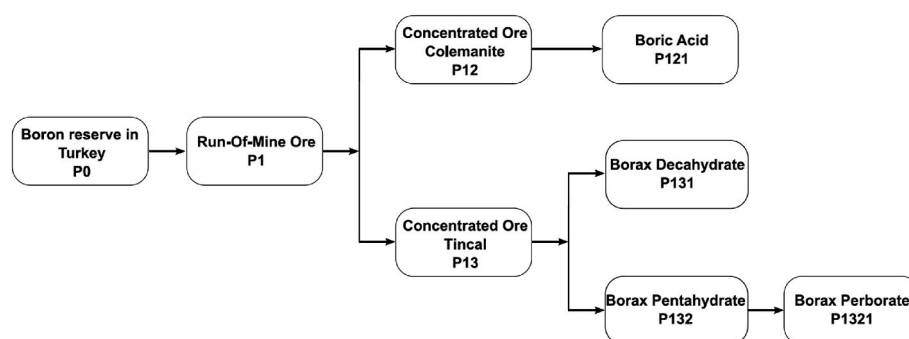 Boron reserve in
Turkey
P0
Run-Of-Mine Ore
P1
Concentrated Ore
Colemanite
P12
Boric Acid
P121
Concentrated Ore
Tincal
P13
Borax Decahydrate
P131
Borax Pentahydrate
P132
Borax Perborate
P1321